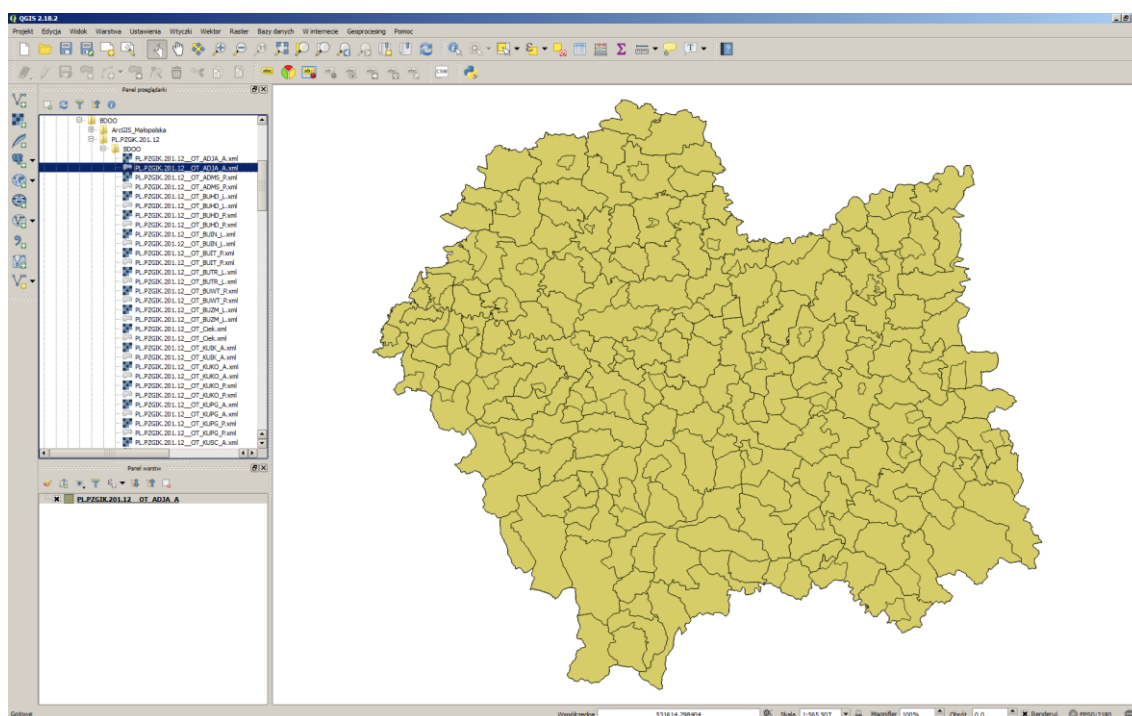 QGIS 2.18.2
Projekt Edycja Widok Warstwa Ustawienia Wtyczki Wektor Raster Bazy danych W internecie Geoprocesing Pomoc
CSW
Panel przeglądarki
BDOO
ArcGIS_Małopolska
PL.PZGiK.201.12
BDOO
PL.PZGIK.201.12__OT_ADJA_A.xml
PL.PZGIK.201.12__OT_ADJA_A.xml
PL.PZGIK.201.12__OT_ADMS_P.xml
PL.PZGIK.201.12__OT_ADMS_P.xml
PL.PZGIK.201.12__OT_BUHD_L.xml
PL.PZGIK.201.12__OT_BUHD_L.xml
PL.PZGIK.201.12__OT_BUHD_P.xml
PL.PZGIK.201.12__OT_BUHD_P.xml
PL.PZGIK.201.12__OT_BUIN_L.xml
PL.PZGIK.201.12__OT_BUIN_L.xml
PL.PZGIK.201.12__OT_BUIT_P.xml
PL.PZGIK.201.12__OT_BUIT_P.xml
PL.PZGIK.201.12__OT_BUTR_L.xml
PL.PZGIK.201.12__OT_BUTR_L.xml
PL.PZGIK.201.12__OT_BUWT_P.xml
PL.PZGIK.201.12__OT_BUWT_P.xml
PL.PZGIK.201.12__OT_BUZM_L.xml
PL.PZGIK.201.12__OT_BUZM_L.xml
PL.PZGIK.201.12__OT_Ciek.xml
PL.PZGIK.201.12__OT_Ciek.xml
PL.PZGIK.201.12__OT_KUIK_A.xml
PL.PZGIK.201.12__OT_KUIK_A.xml
PL.PZGIK.201.12__OT_KUKO_A.xml
PL.PZGIK.201.12__OT_KUKO_A.xml
PL.PZGIK.201.12__OT_KUKO_P.xml
PL.PZGIK.201.12__OT_KUKO_P.xml
PL.PZGIK.201.12__OT_KUPG_A.xml
PL.PZGIK.201.12__OT_KUPG_A.xml
PL.PZGIK.201.12__OT_KUPG_P.xml
PL.PZGIK.201.12__OT_KUPG_P.xml
PL.PZGIK.201.12__OT_KUSC_A.xml
Panel warstw
PL.PZGIK.201.12__OT_ADJA_A
Gotowe Współrzędne 531614,298404 Skala 1:565 507 Magnifier 100% Obrót 0,0 Renderuj EPSG:2180